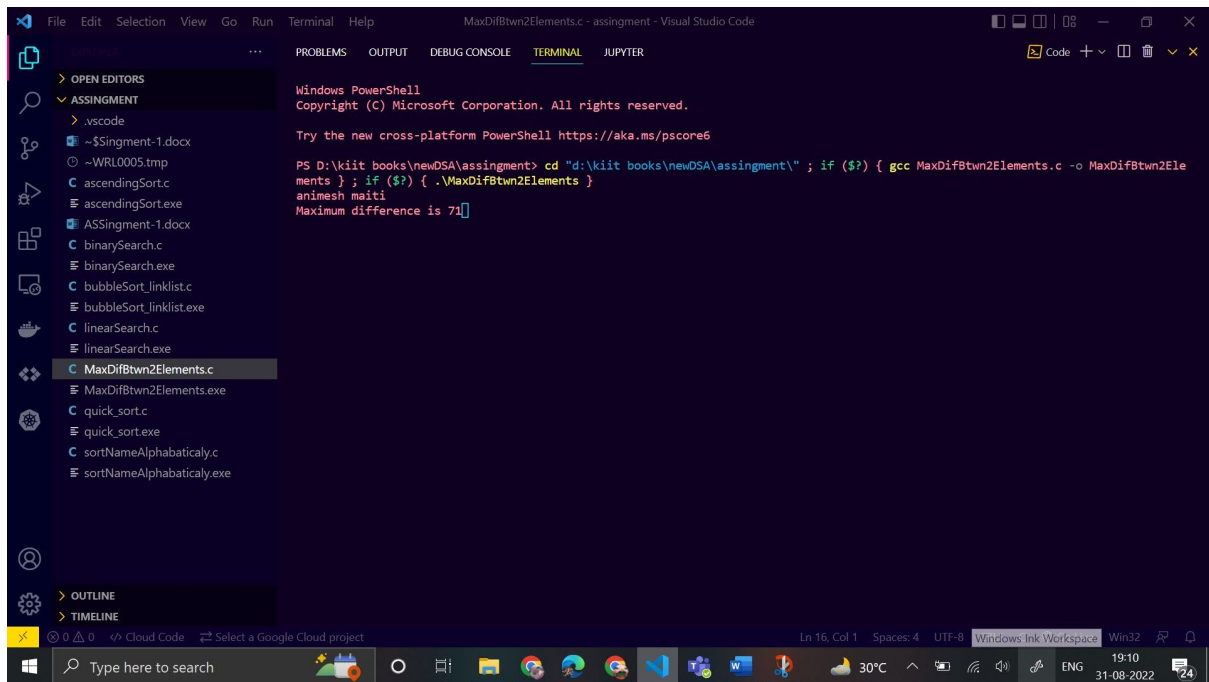 File Edit Selection View Go Run Terminal Help MaxDifBtwn2Elements.c - assingment - Visual Studio Code
PROBLEMS OUTPUT DEBUG CONSOLE TERMINAL JUPYTER Code
OPEN EDITORS
ASSINGMENT
.vscode
~$Singment-1.docx
~WRL0005.tmp
ascendingSort.c
ascendingSort.exe
ASSingment-1.docx
binarySearch.c
binarySearch.exe
bubbleSort_linklist.c
bubbleSort_linklist.exe
linearSearch.c
linearSearch.exe
MaxDifBtwn2Elements.c
MaxDifBtwn2Elements.exe
quick_sort.c
quick_sort.exe
sortNameAlphabaticaly.c
sortNameAlphabaticaly.exe
OUTLINE
TIMELINE
Windows PowerShell
Copyright (C) Microsoft Corporation. All rights reserved.
Try the new cross-platform PowerShell https://aka.ms/pscore6
PS D:\kiit books\newDSA\assingment> cd "d:\kiit books\newDSA\assingment\" ; if ($?) { gcc MaxDifBtwn2Elements.c -o MaxDifBtwn2Ele
ments } ; if ($?) { .\MaxDifBtwn2Elements }
animesh maiti
Maximum difference is 71
0 0 Cloud Code Select a Google Cloud project Ln 16, Col 1 Spaces: 4 UTF-8 Windows Ink Workspace Win32
Type here to search 30°C ENG 19:10
31-08-2022 24